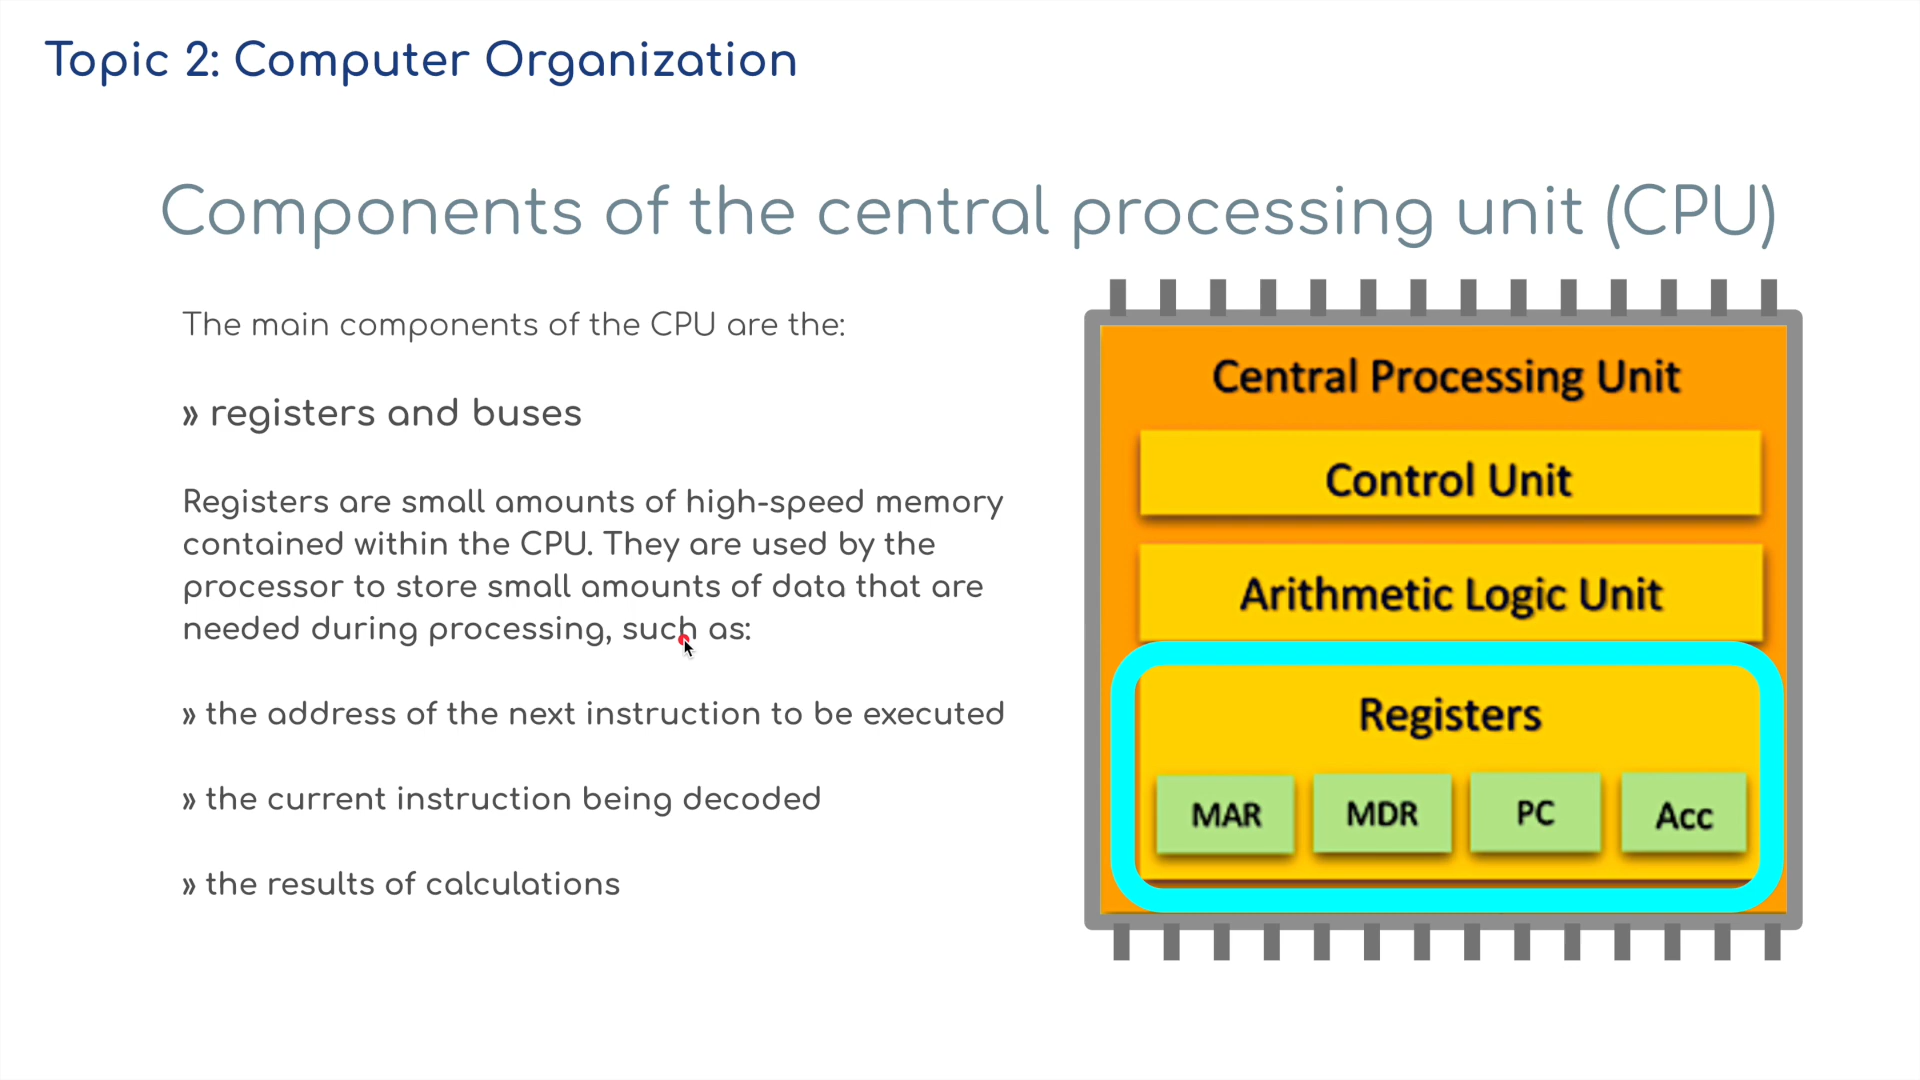 Topic 2: Computer Organization
Components of the central processing unit (CPU)
The main components of the CPU are the:
» registers and buses
Registers are small amounts of high-speed memory
contained within the CPU. They are used by the
processor to store small amounts of data that are
needed during processing, such as:
» the address of the next instruction to be executed
» the current instruction being decoded
» the results of calculations
Central Processing Unit
Control Unit
Arithmetic Logic Unit
Registers
MAR MDR PC Acc